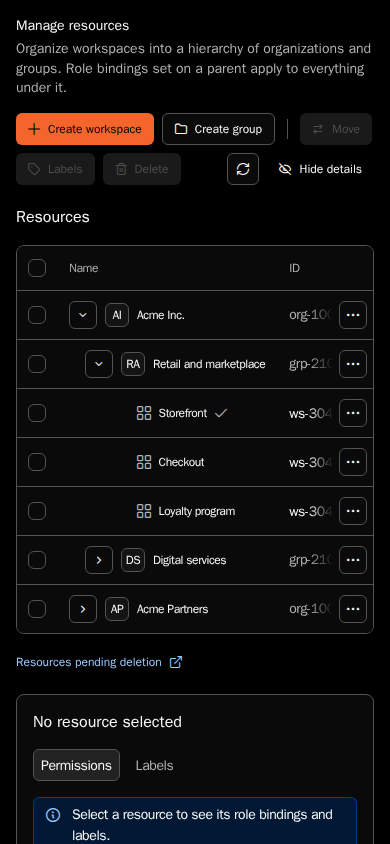 Manage resources
Organize workspaces into a hierarchy of organizations and
groups. Role bindings set on a parent apply to everything
under it.
Create workspace
Create group
Move
Labels
Delete
Hide details
Resources
Name
ID
AI
Acme Inc.
RA
Retail and marketplace
Storefront
Checkout
Loyalty program
DS
Digital services
AP
Acme Partners
Resources pending deletion
No resource selected
Permissions
Labels
Select a resource to see its role bindings and
labels.